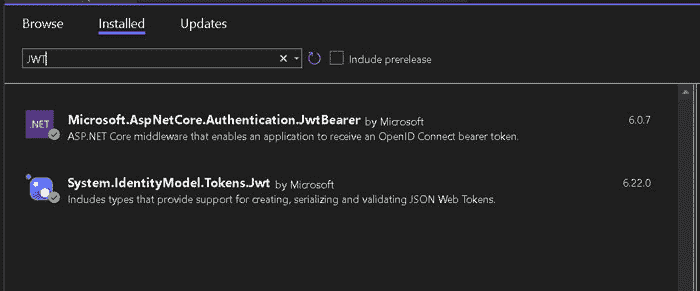 Browse Installed Updates
JWT
Include prerelease
.NET
Microsoft.AspNetCore.Authentication.JwtBearer by Microsoft 6.0.7
ASP.NET Core middleware that enables an application to receive an OpenID Connect bearer token.
System.IdentityModel.Tokens.Jwt by Microsoft 6.22.0
Includes types that provide support for creating, serializing and validating JSON Web Tokens.